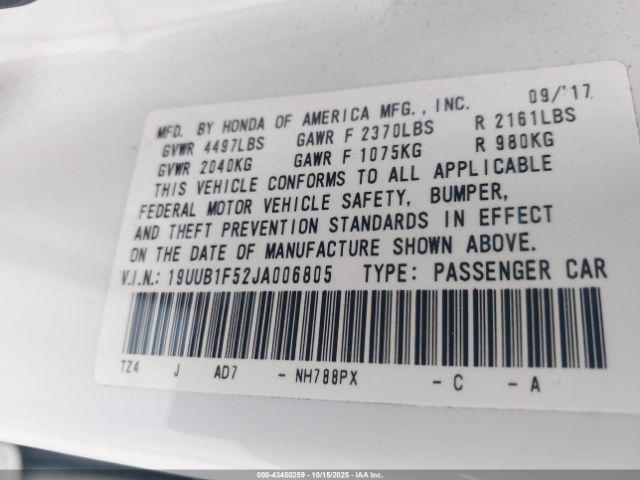 MFD. BY HONDA OF AMERICA MFG., INC. 09/'17
GVWR 4497LBS GAWR F 2370LBS R 2161LBS
GVWR 2040KG GAWR F 1075KG R 980KG
THIS VEHICLE CONFORMS TO ALL APPLICABLE
FEDERAL MOTOR VEHICLE SAFETY, BUMPER,
AND THEFT PREVENTION STANDARDS IN EFFECT
ON THE DATE OF MANUFACTURE SHOWN ABOVE.
V.I.N.: 19UUB1F52JA006805 TYPE: PASSENGER CAR
TZ4 J AD7 - NH788PX - C - A
000-43450259 - 10/15/2025 - IAA